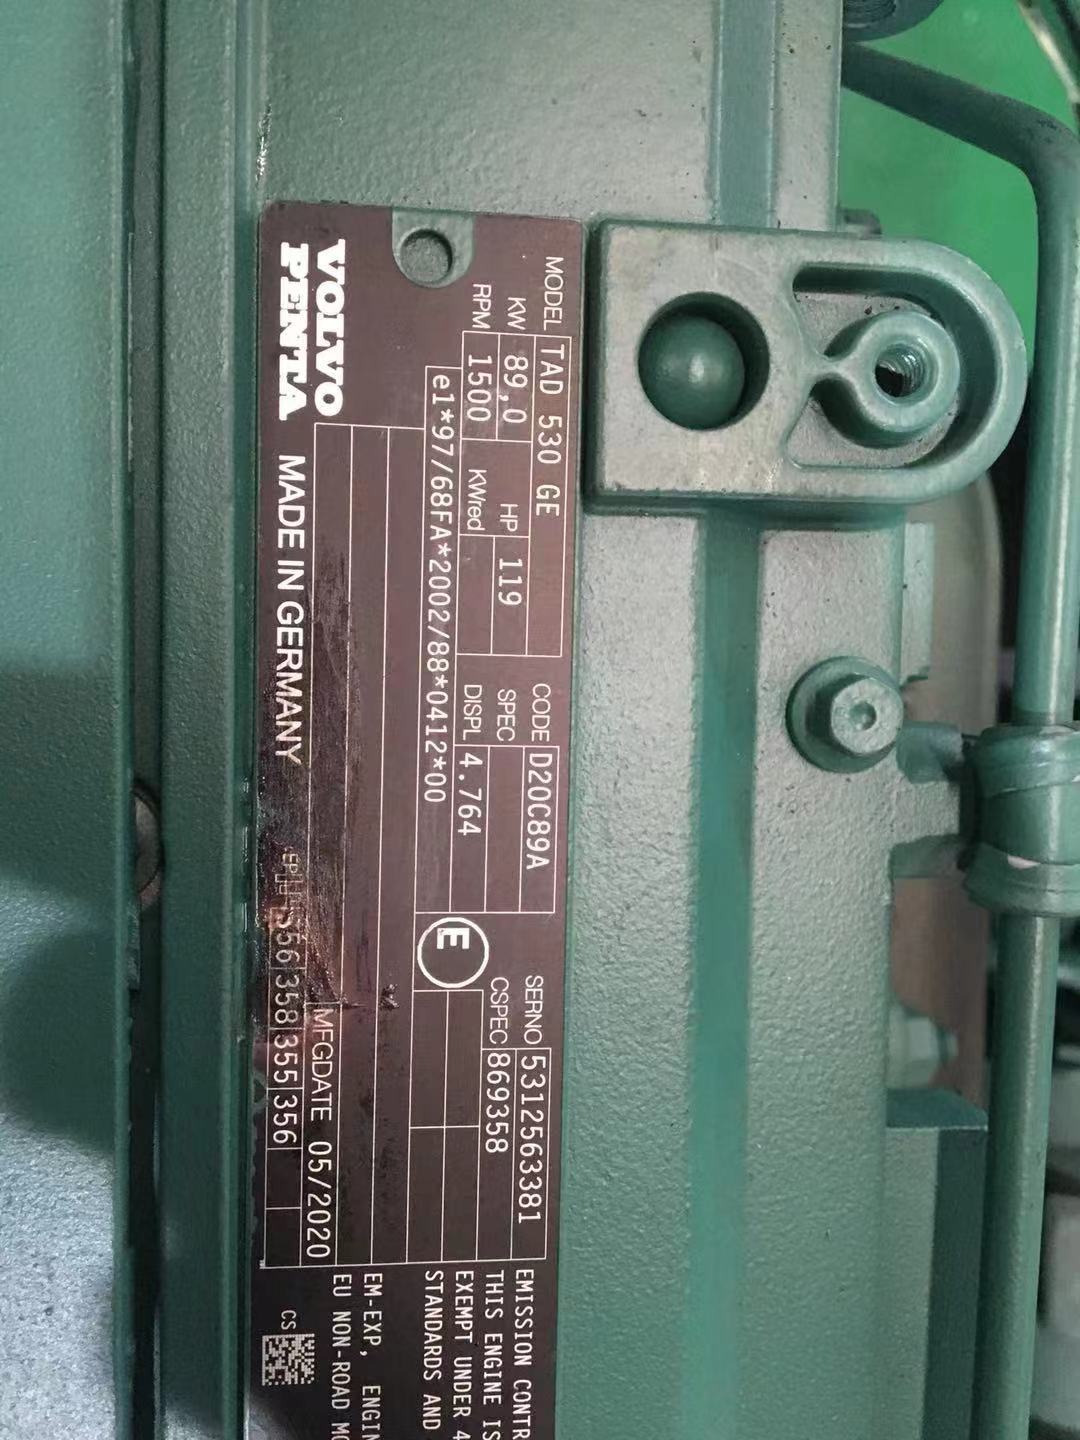 MODEL TAD 530 GE CODE D20C89A SERNO 5312563381
KW 89,0 HP 119 SPEC CSPEC 869358
RPM 1500 KWred DISPL 4.764
e1*97/68FA*2002/88*0412*00 E
MFGDATE 05/2020
VOLVO
PENTA
MADE IN GERMANY
EP 356 358 355 356
EMISSION CONTR
THIS ENGINE IS
EXEMPT UNDER 4
STANDARDS AND
EM-EXP, ENGIN
EU NON-ROAD MO
CS